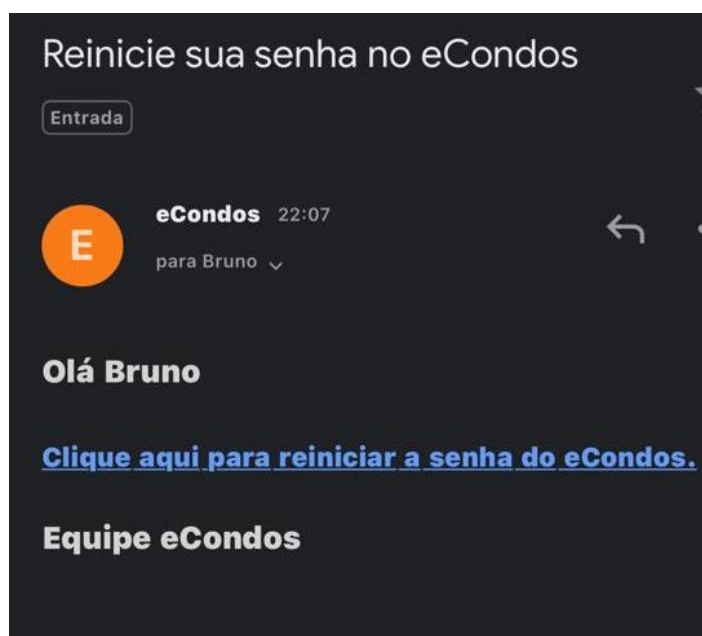 Reinicie sua senha no eCondos
Entrada
E
eCondos 22:07
para Bruno
Olá Bruno
Clique aqui para reiniciar a senha do eCondos.
Equipe eCondos